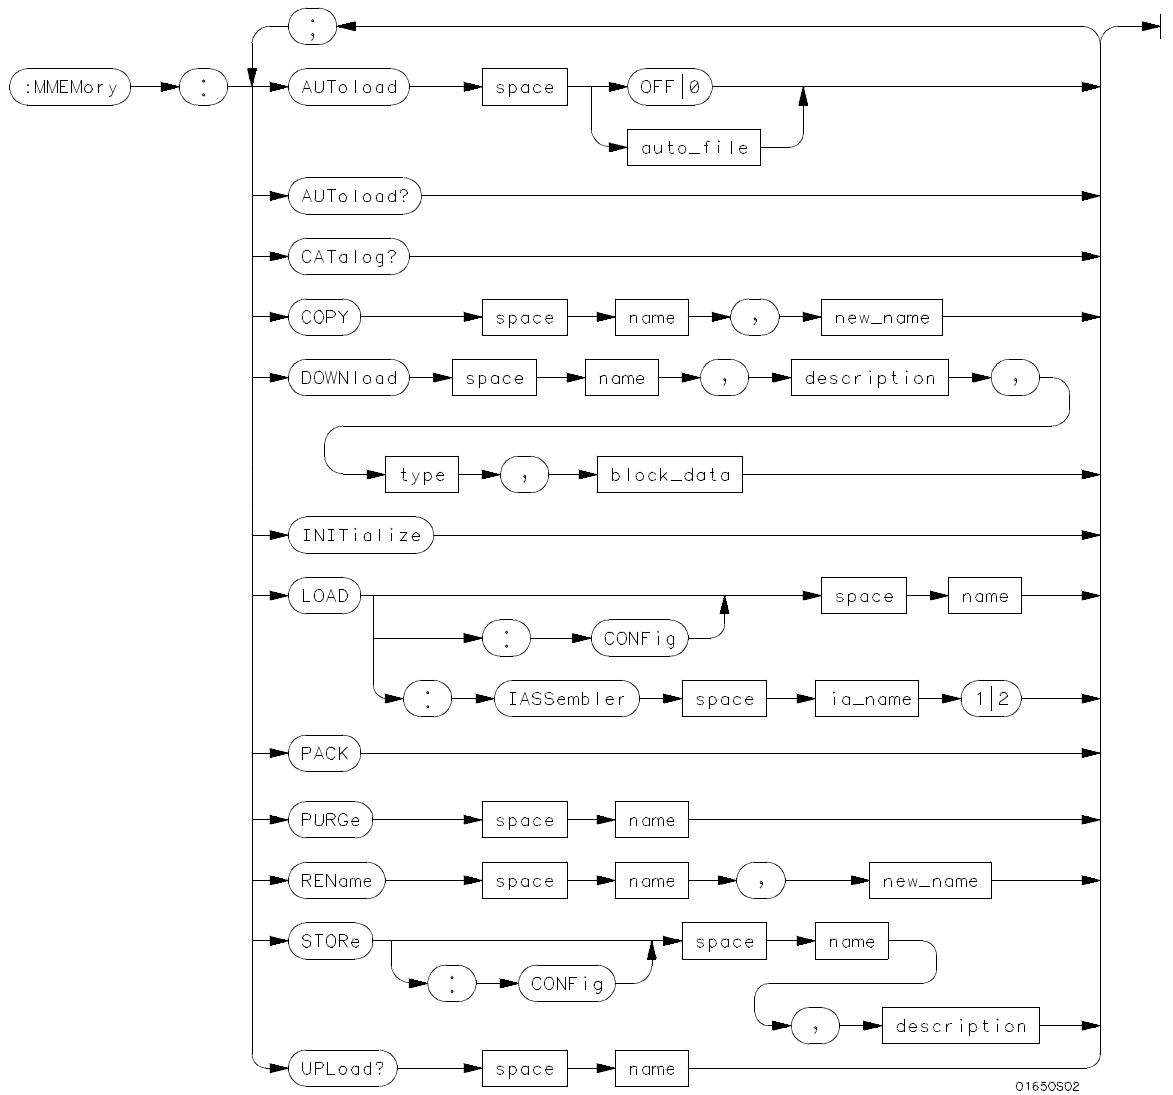 ;
:MMEMory : AUToload space OFF|0
auto_file
AUToload?
CATalog?
COPY space name , new_name
DOWNload space name , description ,
type , block_data
INITialize
LOAD space name
: CONFig
: IASSembler space ia_name 1|2
PACK
PURGe space name
REName space name , new_name
STORe space name
: CONFig
, description
UPLoad? space name
01650S02